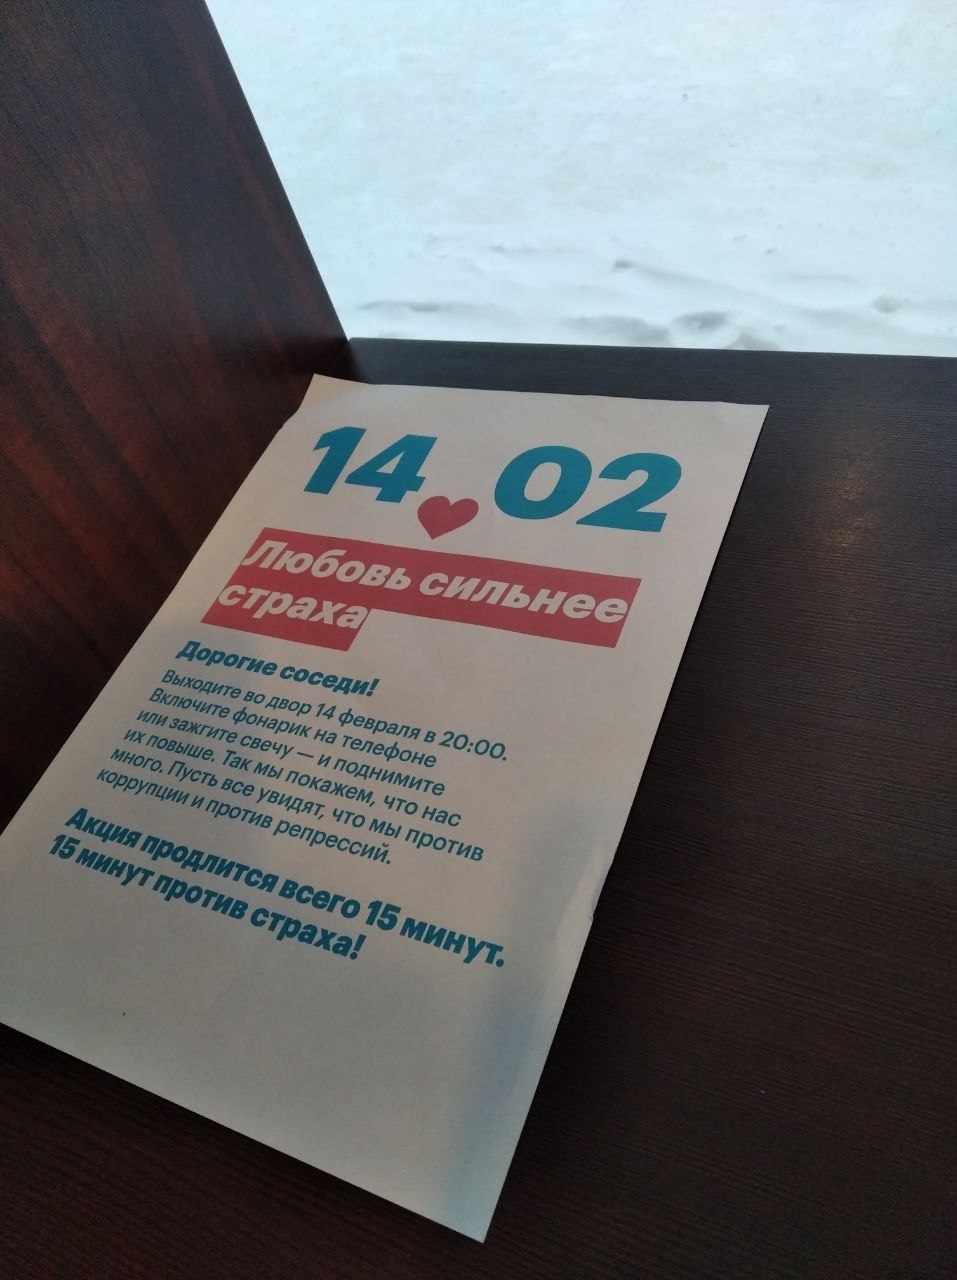 14 ♥ 02
Любовь сильнее
страха
Дорогие соседи!
Выходите во двор 14 февраля в 20:00.
Включите фонарик на телефоне
или зажгите свечу — и поднимите
их повыше. Так мы покажем, что нас
много. Пусть все увидят, что мы против
коррупции и против репрессий.
Акция продлится всего 15 минут.
15 минут против страха!